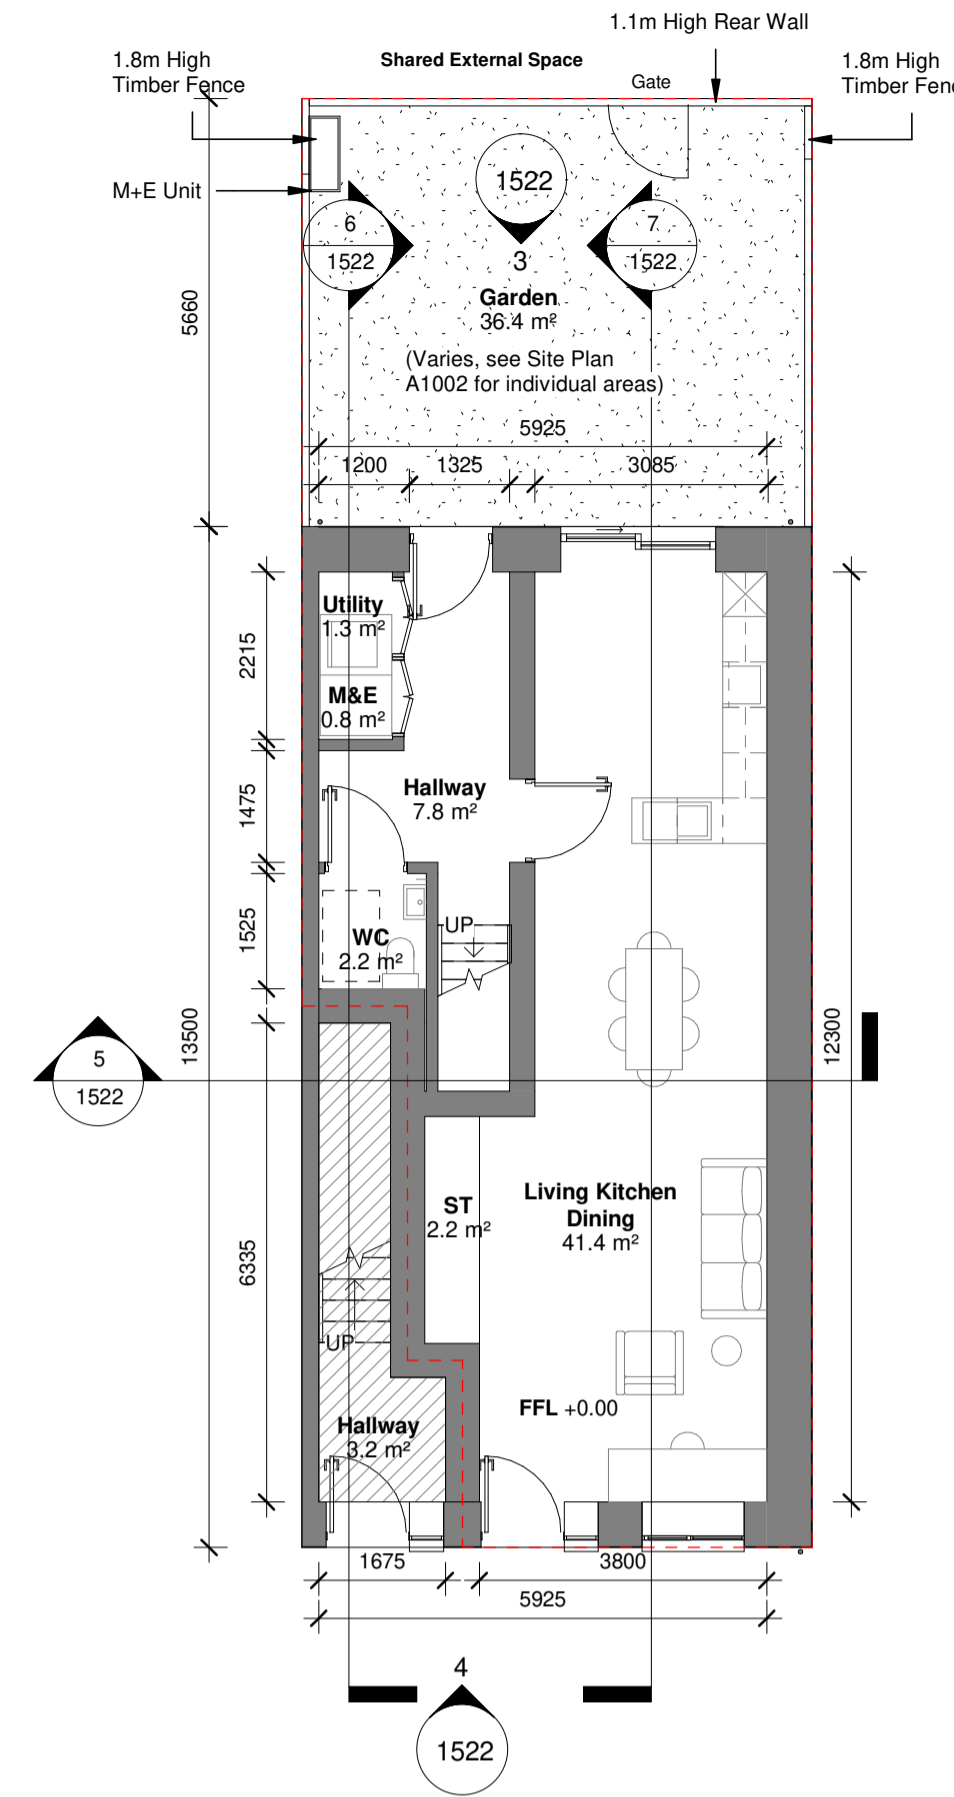 1.1m High Rear Wall
1.8m High
Timber Fence
Shared External Space
Gate
1.8m High
M+E Unit
1522
3
6
1522
7
1522
Garden
36.4 m²
(Varies, see Site Plan
A1002 for individual areas)
5660
5925
1200
1325
3085
Utility
1.3 m²
2215
M&E
0.8 m²
Hallway
7.8 m²
1475
1525
UP
WC
2.2 m²
13500
12300
5
1522
ST
2.2 m²
Living Kitchen
Dining
41.4 m²
6335
UP
FFL +0.00
Hallway
3.2 m²
1675
3800
5925
4
1522